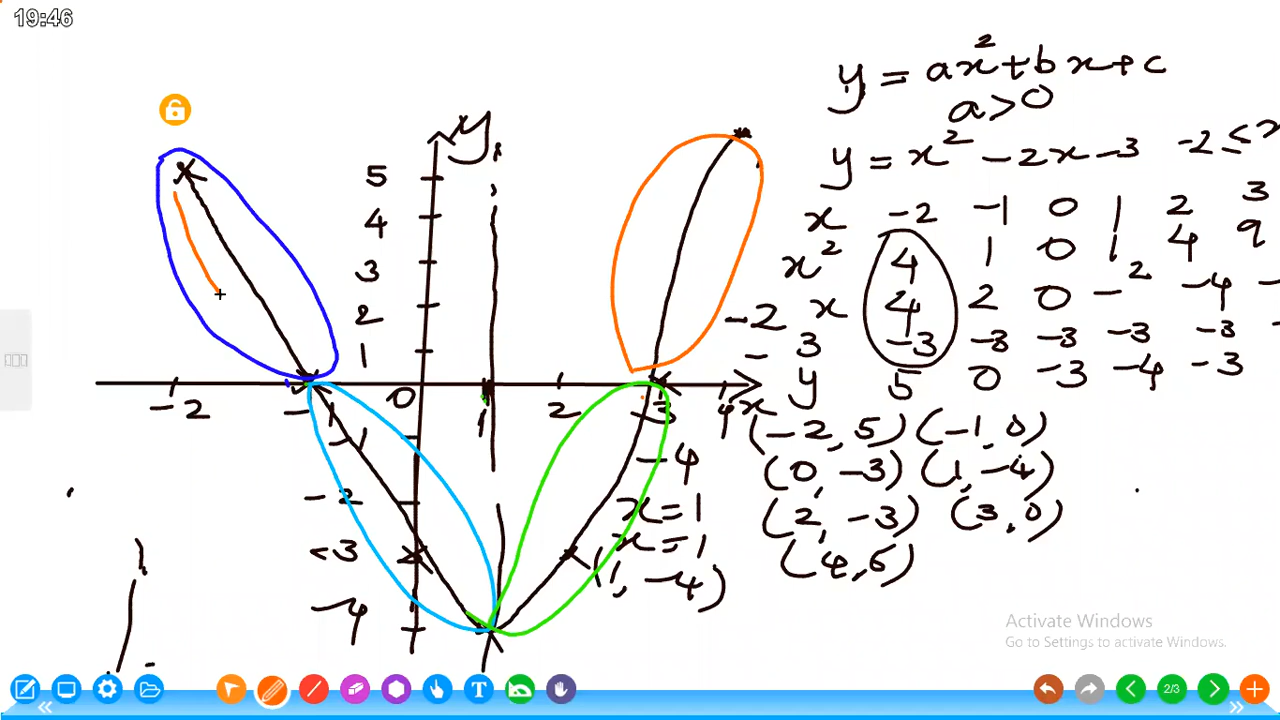 19:46
y = ax² + bx + c
a > 0
y = x² - 2x - 3 -2 ≤ x
x -2 -1 0 1 2 3
x² 4 1 0 1 4 9
-2x 4 2 0 -2 -4 -
-3 -3 -3 -3 -3 -3
y 5 0 -3 -4 -3
(-2, 5) (-1, 0)
(0, -3) (1, -4)
(2, -3) (3, 0)
(4, 5)
y
5
4
3
2
1
-2 -1 0 1 2 3 4 x
-1
-2
-3
-4
-4
x = 1
x = 1
(1, -4)
Activate Windows
Go to Settings to activate Windows.
T
2/3